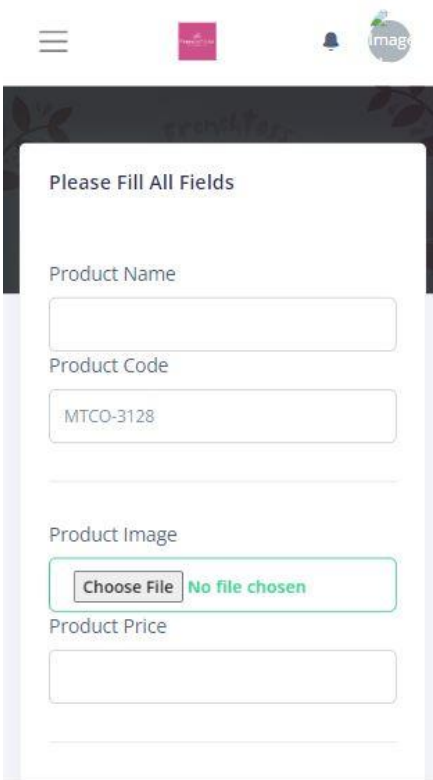 Image
Please Fill All Fields
Product Name
Product Code
MTCO-3128
Product Image
Choose File No file chosen
Product Price